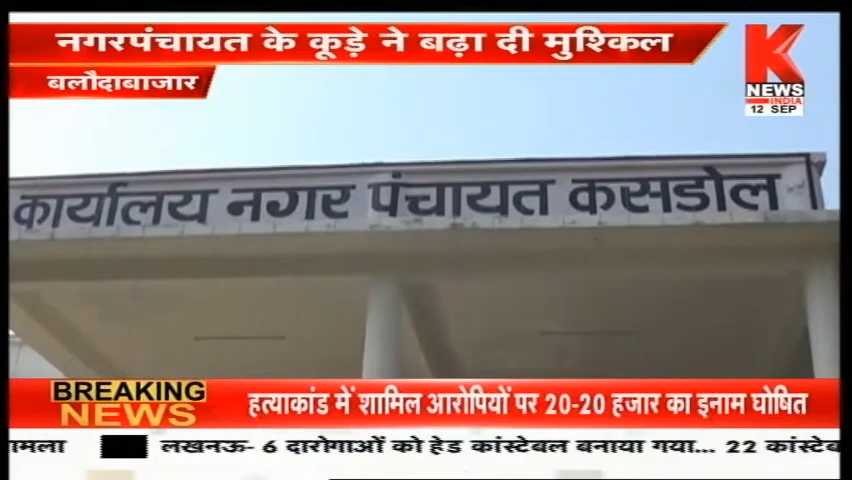 नगरपंचायत के कूड़े ने बढ़ा दी मुश्किल
बलौदाबाजार
K
NEWS
INDIA
12 SEP
कार्यालय नगर पंचायत कसडोल
BREAKING
NEWS
हत्याकांड में शामिल आरोपियों पर 20-20 हजार का इनाम घोषित
लखनऊ- 6 दारोगाओं को हेड कांस्टेबल बनाया गया... 22